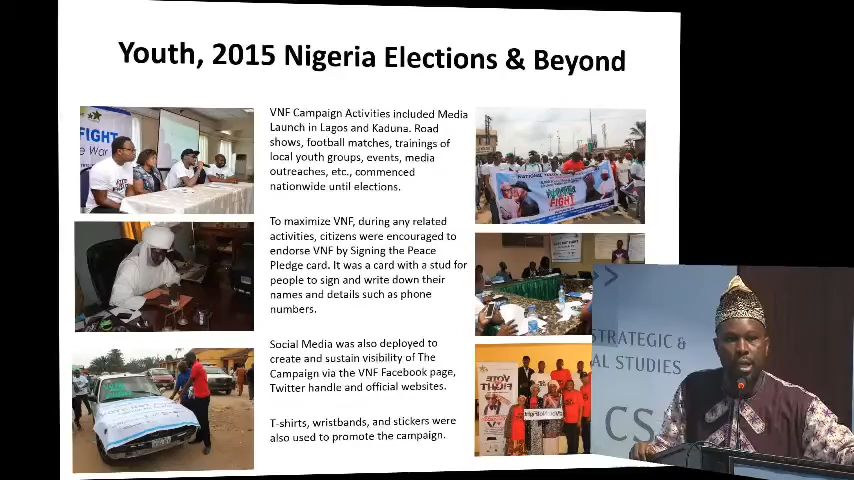 Youth, 2015 Nigeria Elections & Beyond
VNF Campaign Activities included Media
Launch in Lagos and Kaduna. Road
shows, football matches, trainings of
local youth groups, events, media
outreaches, etc., commenced
nationwide until elections.
To maximize VNF, during any related
activities, citizens were encouraged to
endorse VNF by Signing the Peace
Pledge card. It was a card with a stud for
people to sign and write down their
names and details such as phone
numbers.
Social Media was also deployed to
create and sustain visibility of The
Campaign via the VNF Facebook page,
Twitter handle and official websites.
T-shirts, wristbands, and stickers were
also used to promote the campaign.
FIGHT
War
FIGHT
VOTE
STRATEGIC &
AL STUDIES
CS